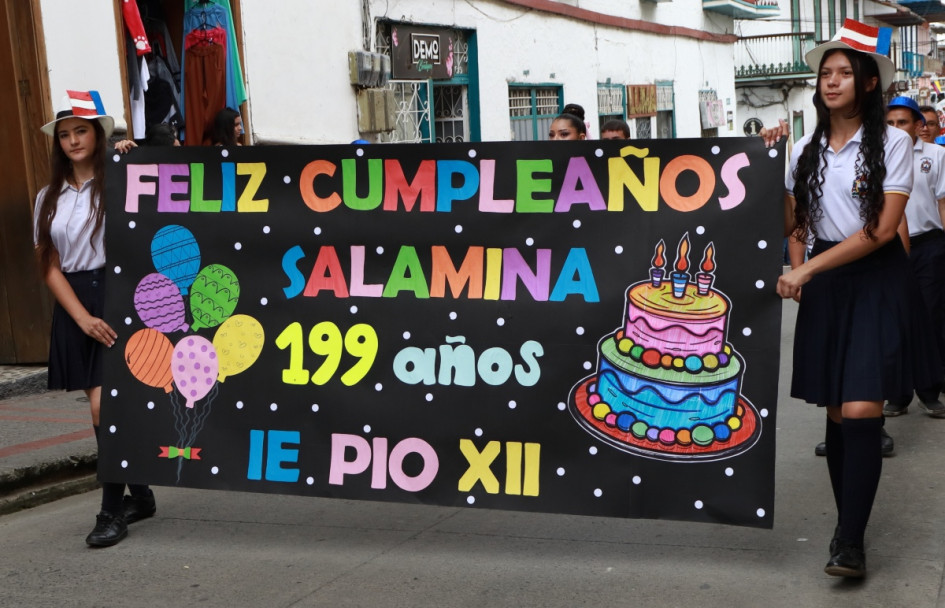 DEMO
FELIZ CUMPLEAÑOS
SALAMINA
199 años
IE PIO XII